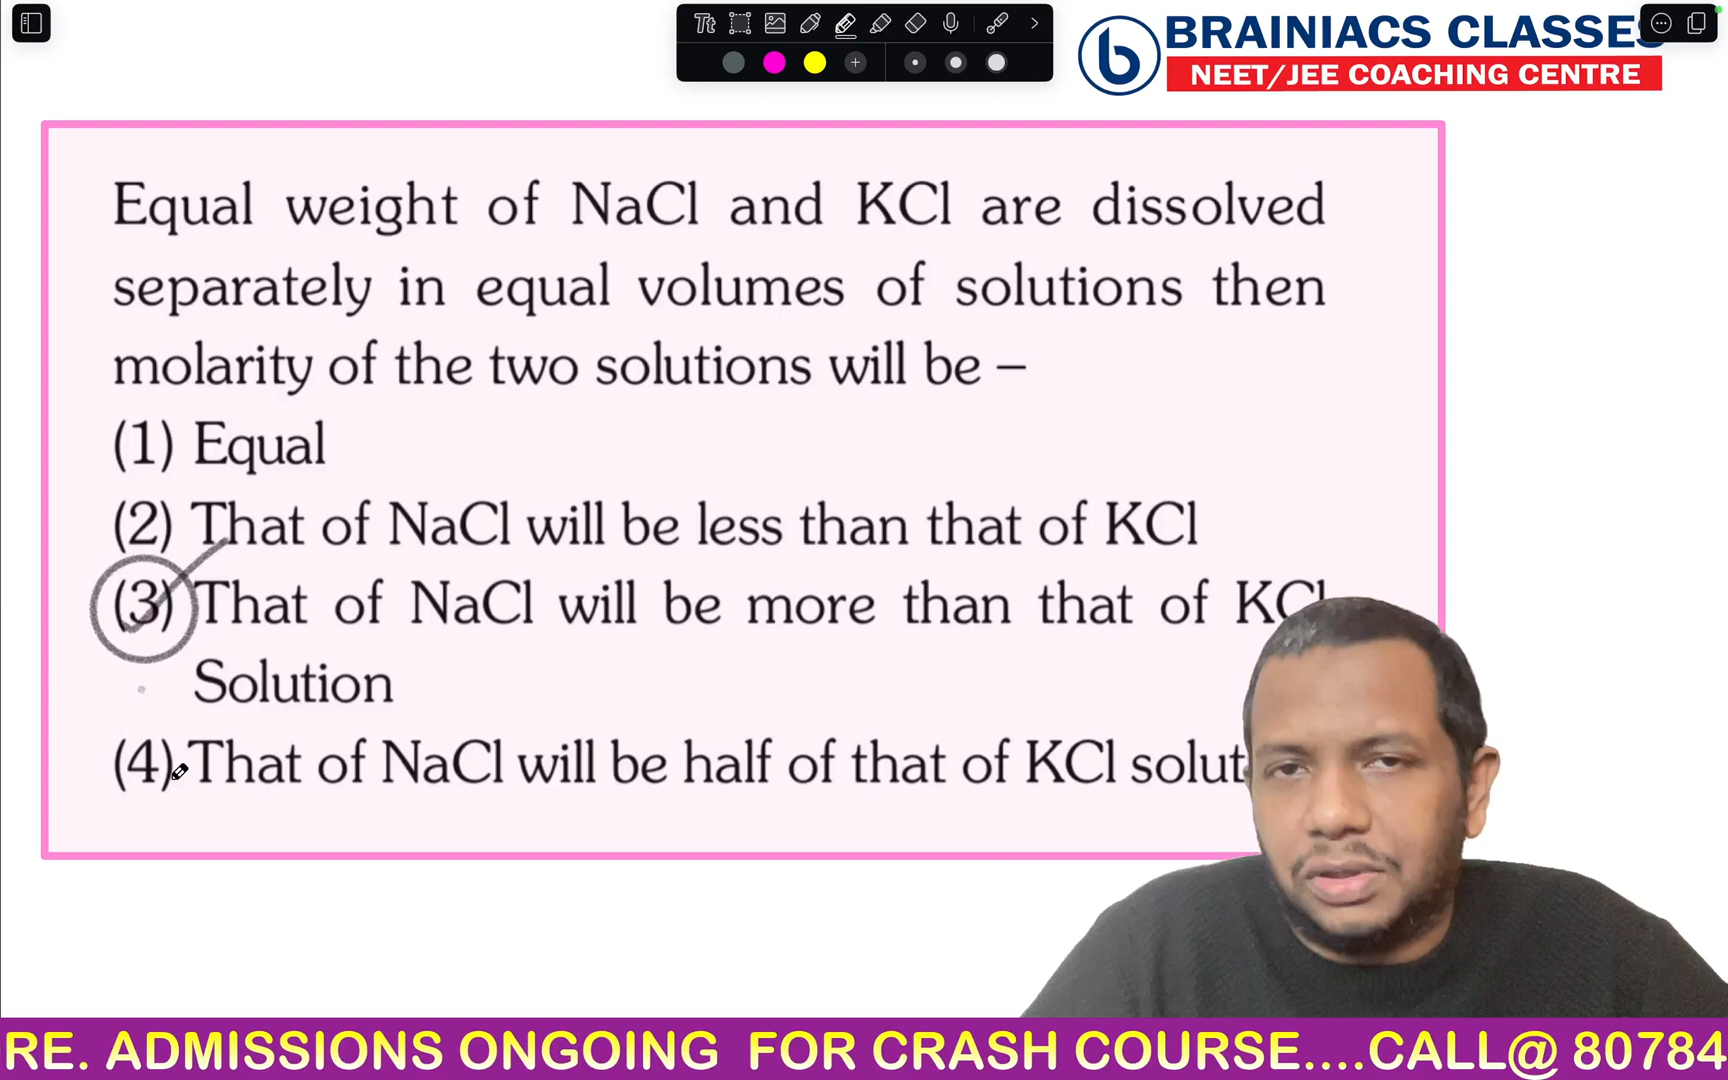 Tt
BRAINIACS CLASSES
NEET/JEE COACHING CENTRE
Equal weight of NaCl and KCl are dissolved
separately in equal volumes of solutions then
molarity of the two solutions will be –
(1) Equal
(2) That of NaCl will be less than that of KCl
(3) That of NaCl will be more than that of KCl
Solution
(4) That of NaCl will be half of that of KCl
RE. ADMISSIONS ONGOING FOR CRASH COURSE....CALL@ 80784